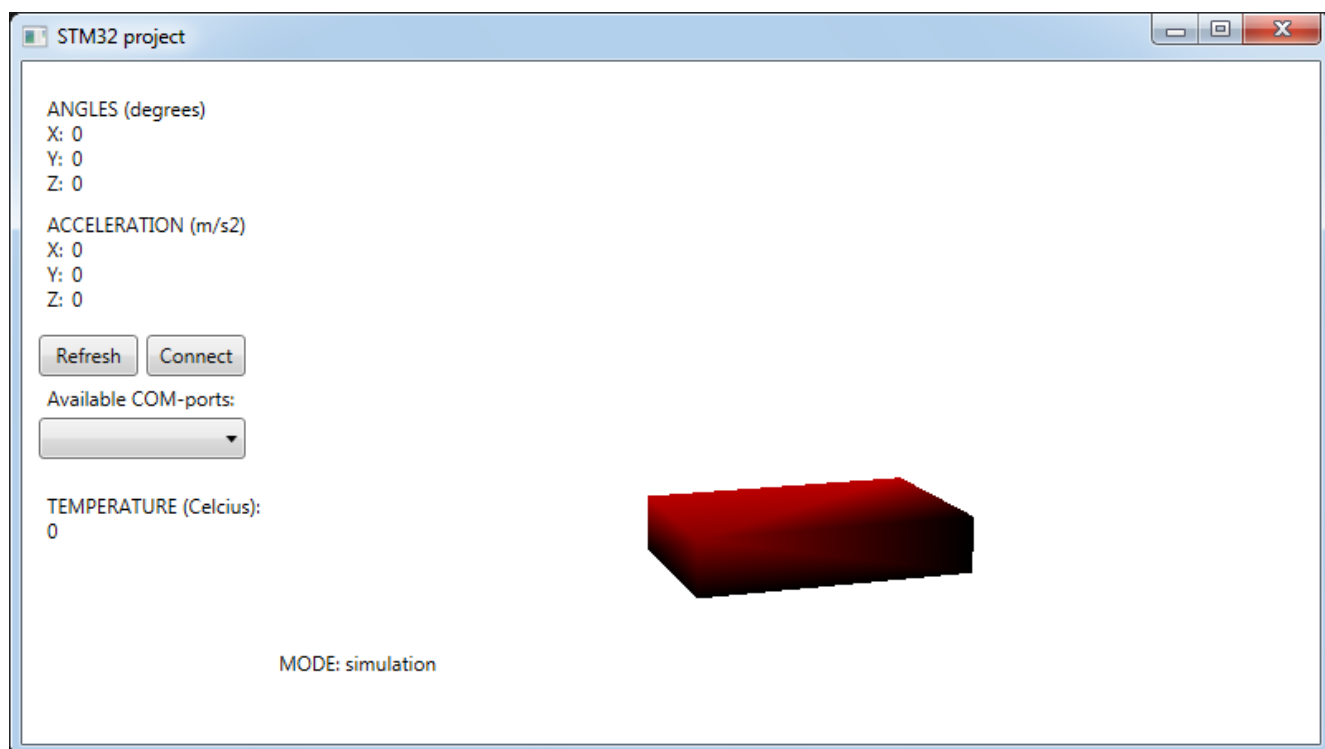 STM32 project
ANGLES (degrees)
X: 0
Y: 0
Z: 0
ACCELERATION (m/s2)
X: 0
Y: 0
Z: 0
Refresh Connect
Available COM-ports:
TEMPERATURE (Celcius):
0
MODE: simulation